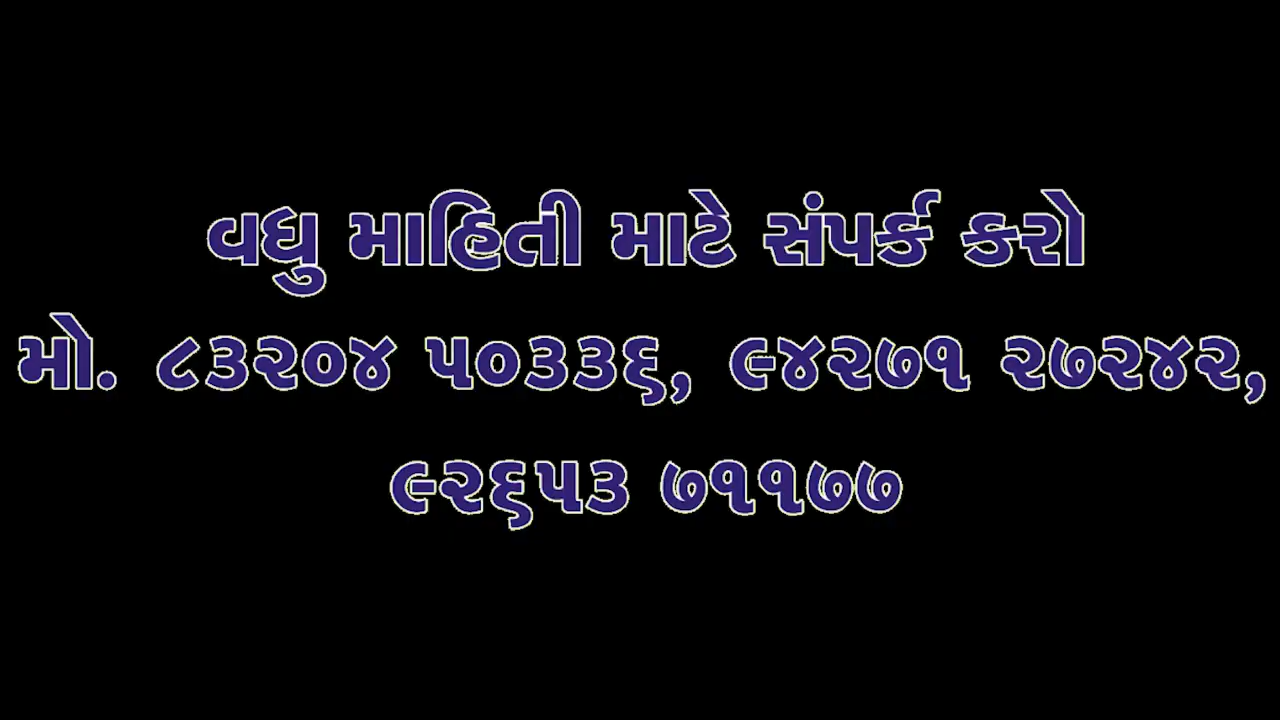 વધુ માહિતી માટે સંપર્ક કરો
મો. ૮૩૨૦૪ ૫૦૩૩૬, ૯૪૨૭૧ ૨૭૨૪૨,
૯૨૬૫૩ ૭૧૧૭૭